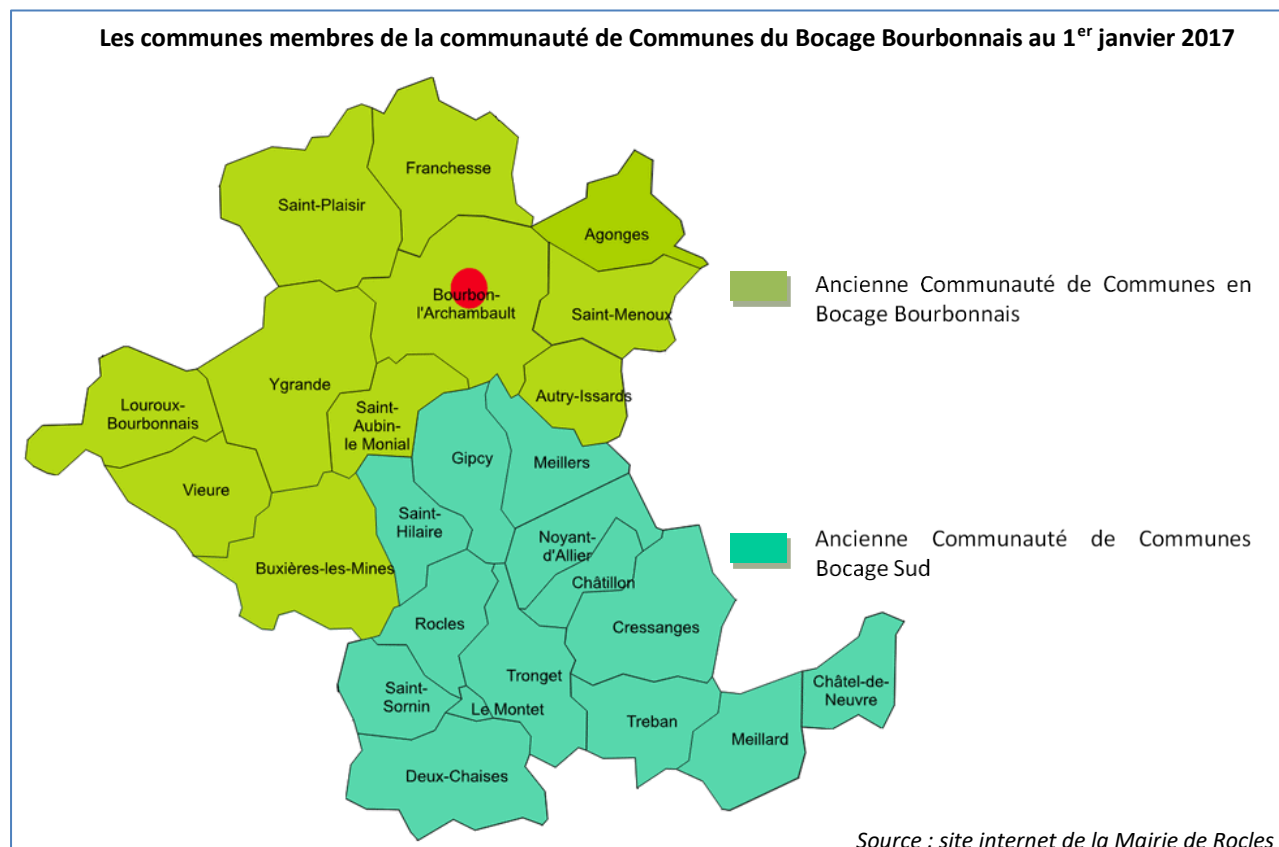 Les communes membres de la communauté de Communes du Bocage Bourbonnais au 1er janvier 2017
Franchesse
Saint-Plaisir
Agonges
Bourbon-
l'Archambault
Saint-Menoux
Ancienne Communauté de Communes en
Bocage Bourbonnais
Ygrande
Autry-Issards
Louroux-
Bourbonnais
Saint-
Aubin-
le Monial
Gipcy
Meillers
Vieure
Saint-
Hilaire
Noyant-
d'Allier
Ancienne Communauté de Communes
Bocage Sud
Buxières-les-Mines
Châtillon
Rocles
Cressanges
Tronget
Châtel-de-
Neuvre
Saint-
Sornin
Le Montet
Treban
Meillard
Deux-Chaises
Source : site internet de la Mairie de Rocles